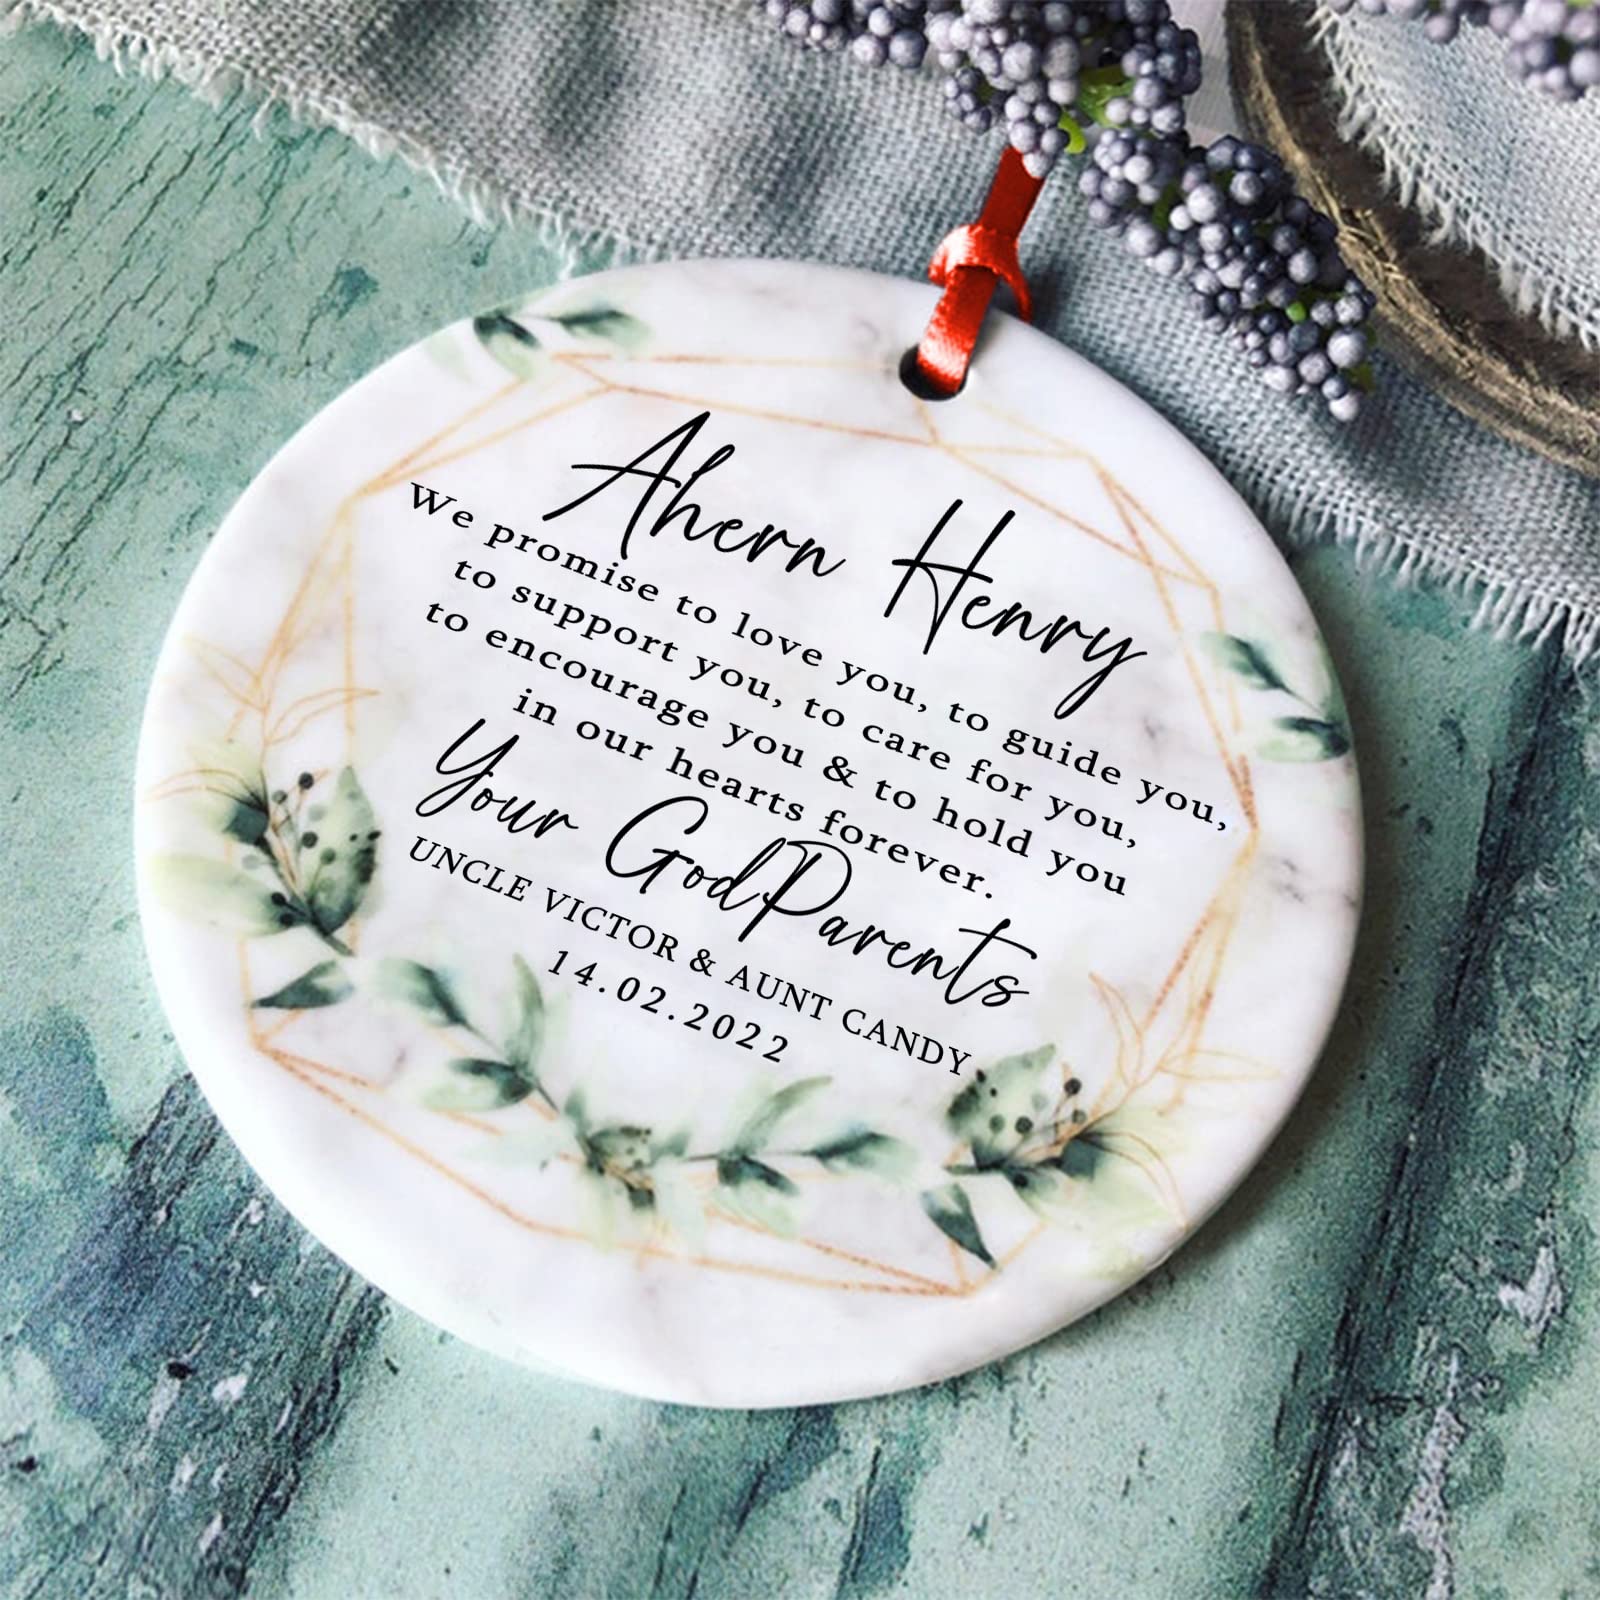 Ahern Henry
We promise to love you, to guide you,
to support you, to care for you,
to encourage you & to hold you
in our hearts forever.
Your GodParents
UNCLE VICTOR & AUNT CANDY
14.02.2022